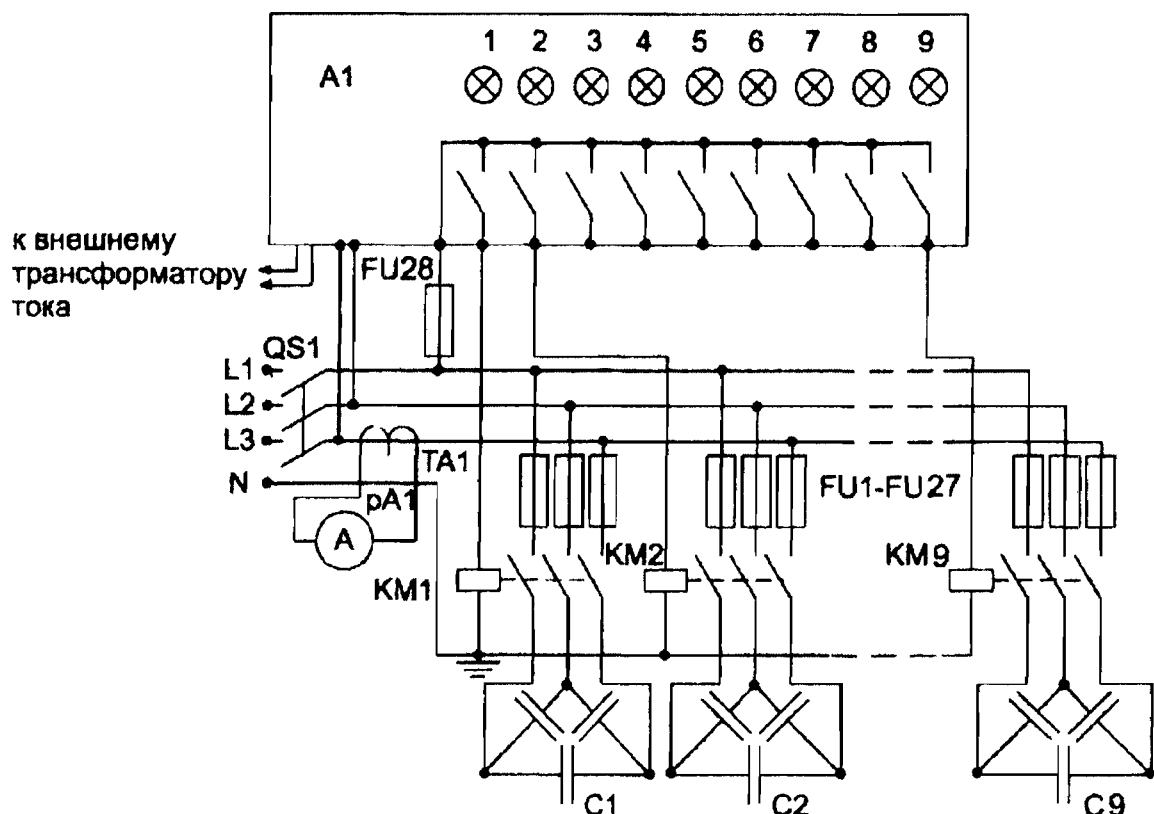 1 2 3 4 5 6 7 8 9
A1
к внешнему
трансформатору
тока
FU28
QS1
L1
L2
L3
N
TA1
pA1
A
FU1-FU27
KM1
KM2
KM9
C1
C2
C9